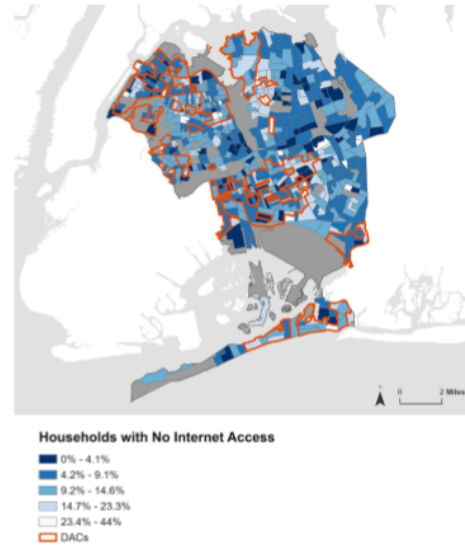 N
0 2 Miles
Households with No Internet Access
0% - 4.1%
4.2% - 9.1%
9.2% - 14.6%
14.7% - 23.3%
23.4% - 44%
DACs